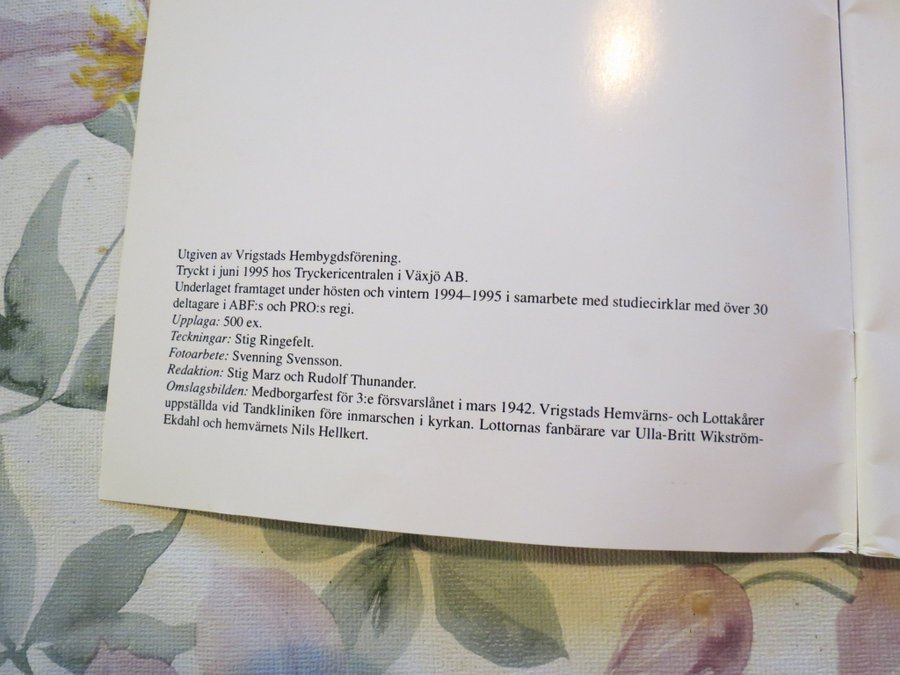 Utgiven av Vrigstads Hembygdsförening.
Tryckt i juni 1995 hos Tryckericentralen i Växjö AB.
Underlaget framtaget under hösten och vintern 1994–1995 i samarbete med studiecirklar med över 30
deltagare i ABF:s och PRO:s regi.
Upplaga: 500 ex.
Teckningar: Stig Ringefelt.
Fotoarbete: Svenning Svensson.
Redaktion: Stig Marz och Rudolf Thunander.
Omslagsbilden: Medborgarfest för 3:e försvarslånet i mars 1942. Vrigstads Hemvärns- och Lottakårer
uppställda vid Tandkliniken före inmarschen i kyrkan. Lottornas fanbärare var Ulla-Britt Wikström-
Ekdahl och hemvärnets Nils Hellkert.